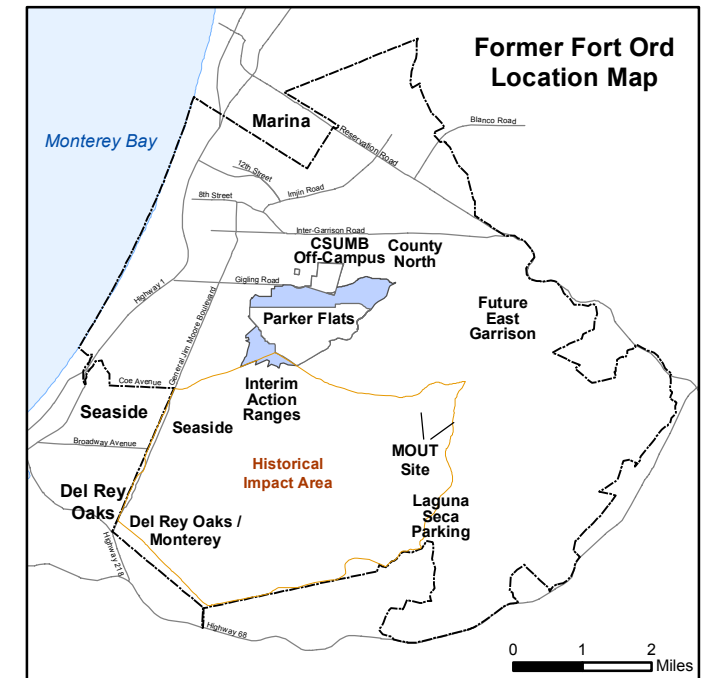 Former Fort Ord
Location Map
Monterey Bay
Marina
Reservation Road
Blanco Road
12th Street
Imjin Road
8th Street
Inter-Garrison Road
CSUMB
Off-Campus
County
North
Gigling Road
Highway 1
General Jim Moore Boulevard
Parker Flats
Future
East
Garrison
Coe Avenue
Interim
Action
Ranges
Seaside
Seaside
Broadway Avenue
MOUT
Site
Historical
Impact Area
Del Rey
Oaks
Del Rey Oaks /
Monterey
Laguna
Seca
Parking
Highway 218
Highway 68
0 1 2
Miles